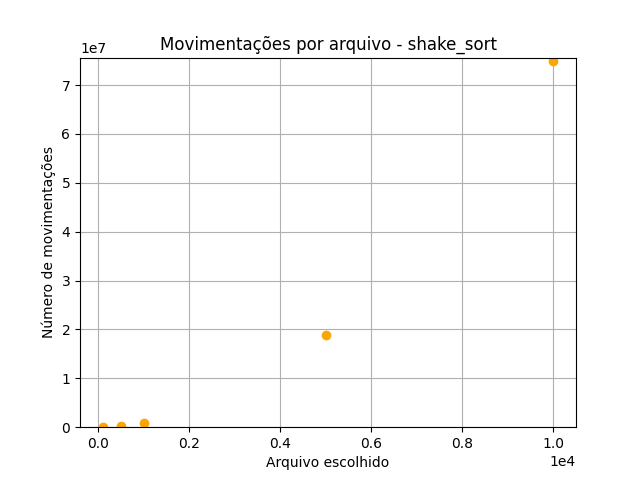 Movimentações por arquivo - shake_sort
1e7
7
6
5
4
3
2
1
0
Número de movimentações
0.0 0.2 0.4 0.6 0.8 1.0
1e4
Arquivo escolhido